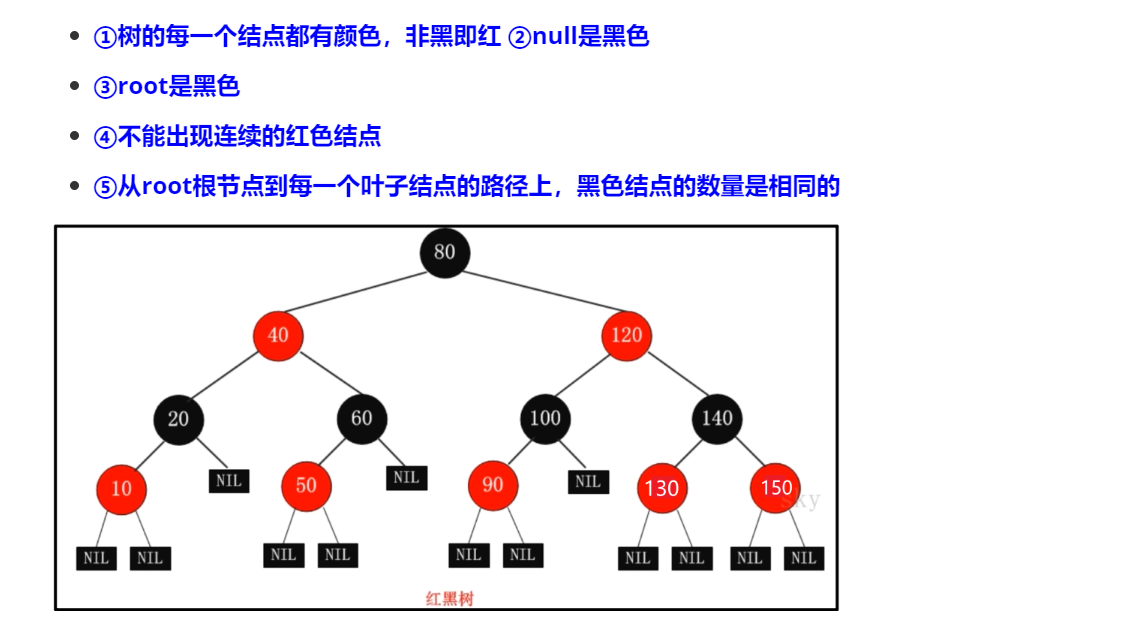 ①树的每一个结点都有颜色，非黑即红 ②null是黑色
③root是黑色
④不能出现连续的红色结点
⑤从root根节点到每一个叶子结点的路径上，黑色结点的数量是相同的
80
40 120
20 60 100 140
10 NIL 50 NIL 90 NIL 130 150
sky
NIL NIL NIL NIL NIL NIL NIL NIL NIL NIL
红黑树